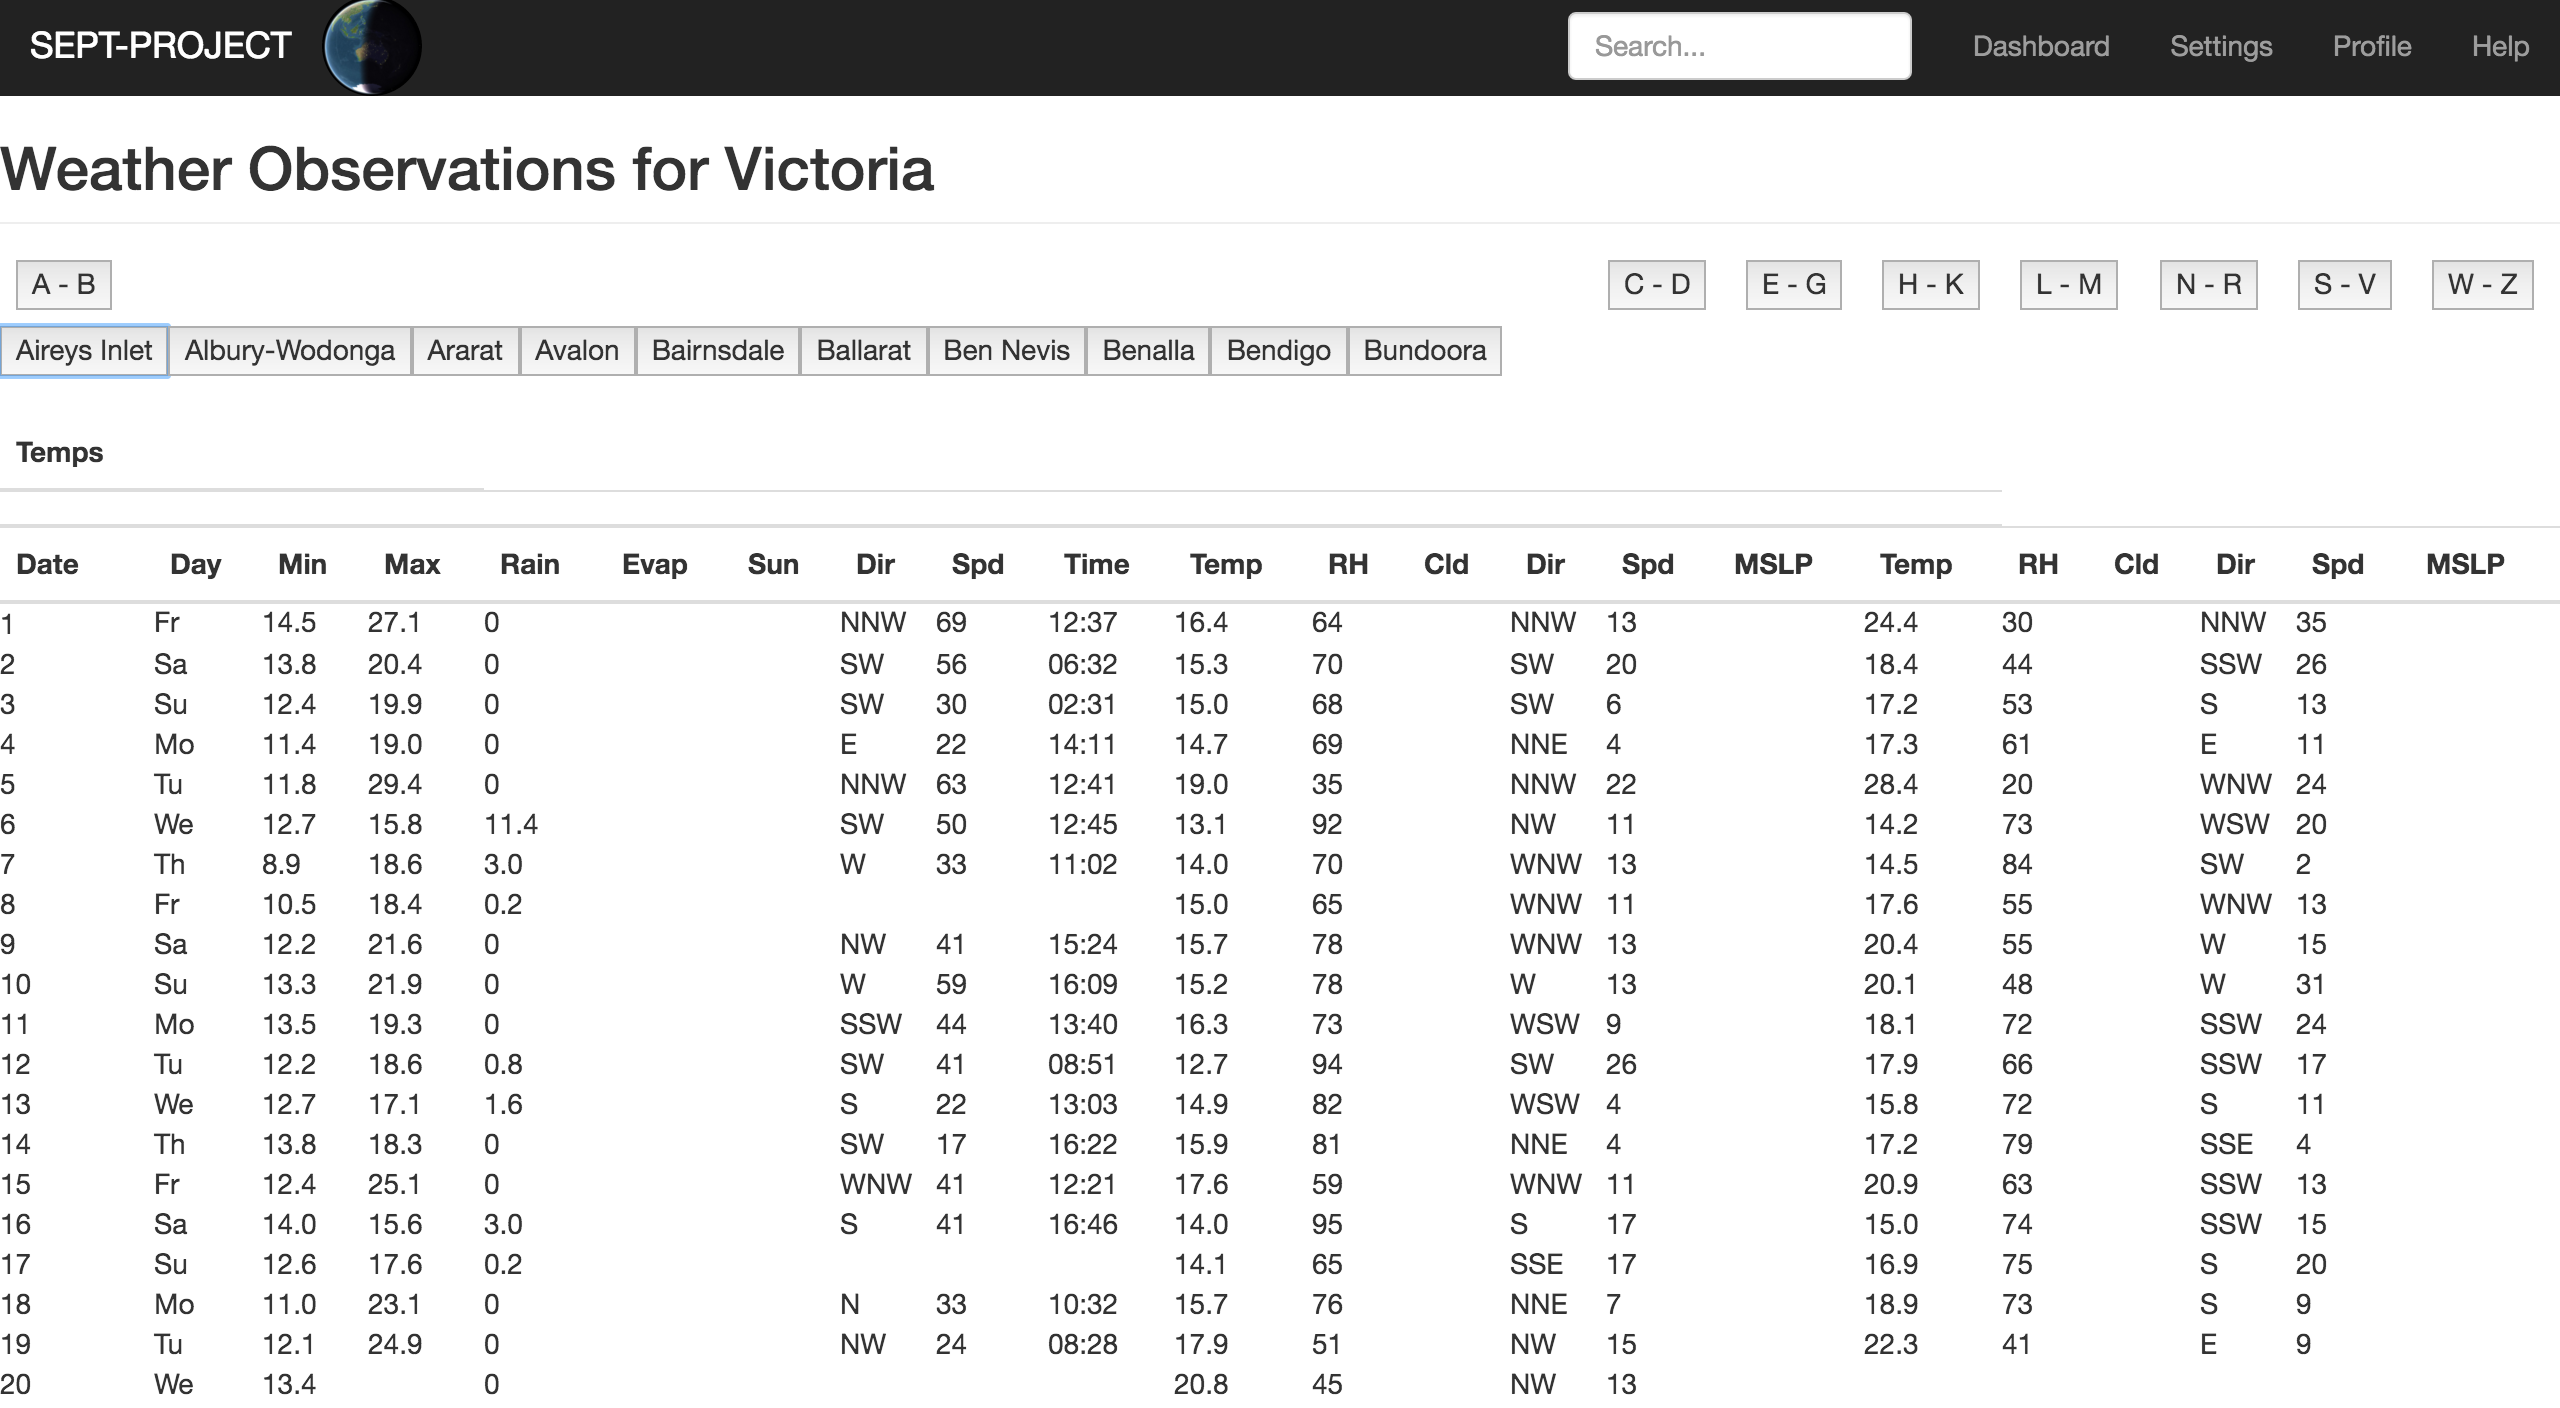 SEPT-PROJECT Search... Dashboard Settings Profile Help
Weather Observations for Victoria
A - B C - D E - G H - K L - M N - R S - V W - Z
Aireys Inlet Albury-Wodonga Ararat Avalon Bairnsdale Ballarat Ben Nevis Benalla Bendigo Bundoora
Temps
Date Day Min Max Rain Evap Sun Dir Spd Time Temp RH Cld Dir Spd MSLP Temp RH Cld Dir Spd MSLP
1 Fr 14.5 27.1 0 NNW 69 12:37 16.4 64 NNW 13 24.4 30 NNW 35
2 Sa 13.8 20.4 0 SW 56 06:32 15.3 70 SW 20 18.4 44 SSW 26
3 Su 12.4 19.9 0 SW 30 02:31 15.0 68 SW 6 17.2 53 S 13
4 Mo 11.4 19.0 0 E 22 14:11 14.7 69 NNE 4 17.3 61 E 11
5 Tu 11.8 29.4 0 NNW 63 12:41 19.0 35 NNW 22 28.4 20 WNW 24
6 We 12.7 15.8 11.4 SW 50 12:45 13.1 92 NW 11 14.2 73 WSW 20
7 Th 8.9 18.6 3.0 W 33 11:02 14.0 70 WNW 13 14.5 84 SW 2
8 Fr 10.5 18.4 0.2 15.0 65 WNW 11 17.6 55 WNW 13
9 Sa 12.2 21.6 0 NW 41 15:24 15.7 78 WNW 13 20.4 55 W 15
10 Su 13.3 21.9 0 W 59 16:09 15.2 78 W 13 20.1 48 W 31
11 Mo 13.5 19.3 0 SSW 44 13:40 16.3 73 WSW 9 18.1 72 SSW 24
12 Tu 12.2 18.6 0.8 SW 41 08:51 12.7 94 SW 26 17.9 66 SSW 17
13 We 12.7 17.1 1.6 S 22 13:03 14.9 82 WSW 4 15.8 72 S 11
14 Th 13.8 18.3 0 SW 17 16:22 15.9 81 NNE 4 17.2 79 SSE 4
15 Fr 12.4 25.1 0 WNW 41 12:21 17.6 59 WNW 11 20.9 63 SSW 13
16 Sa 14.0 15.6 3.0 S 41 16:46 14.0 95 S 17 15.0 74 SSW 15
17 Su 12.6 17.6 0.2 14.1 65 SSE 17 16.9 75 S 20
18 Mo 11.0 23.1 0 N 33 10:32 15.7 76 NNE 7 18.9 73 S 9
19 Tu 12.1 24.9 0 NW 24 08:28 17.9 51 NW 15 22.3 41 E 9
20 We 13.4 0 20.8 45 NW 13